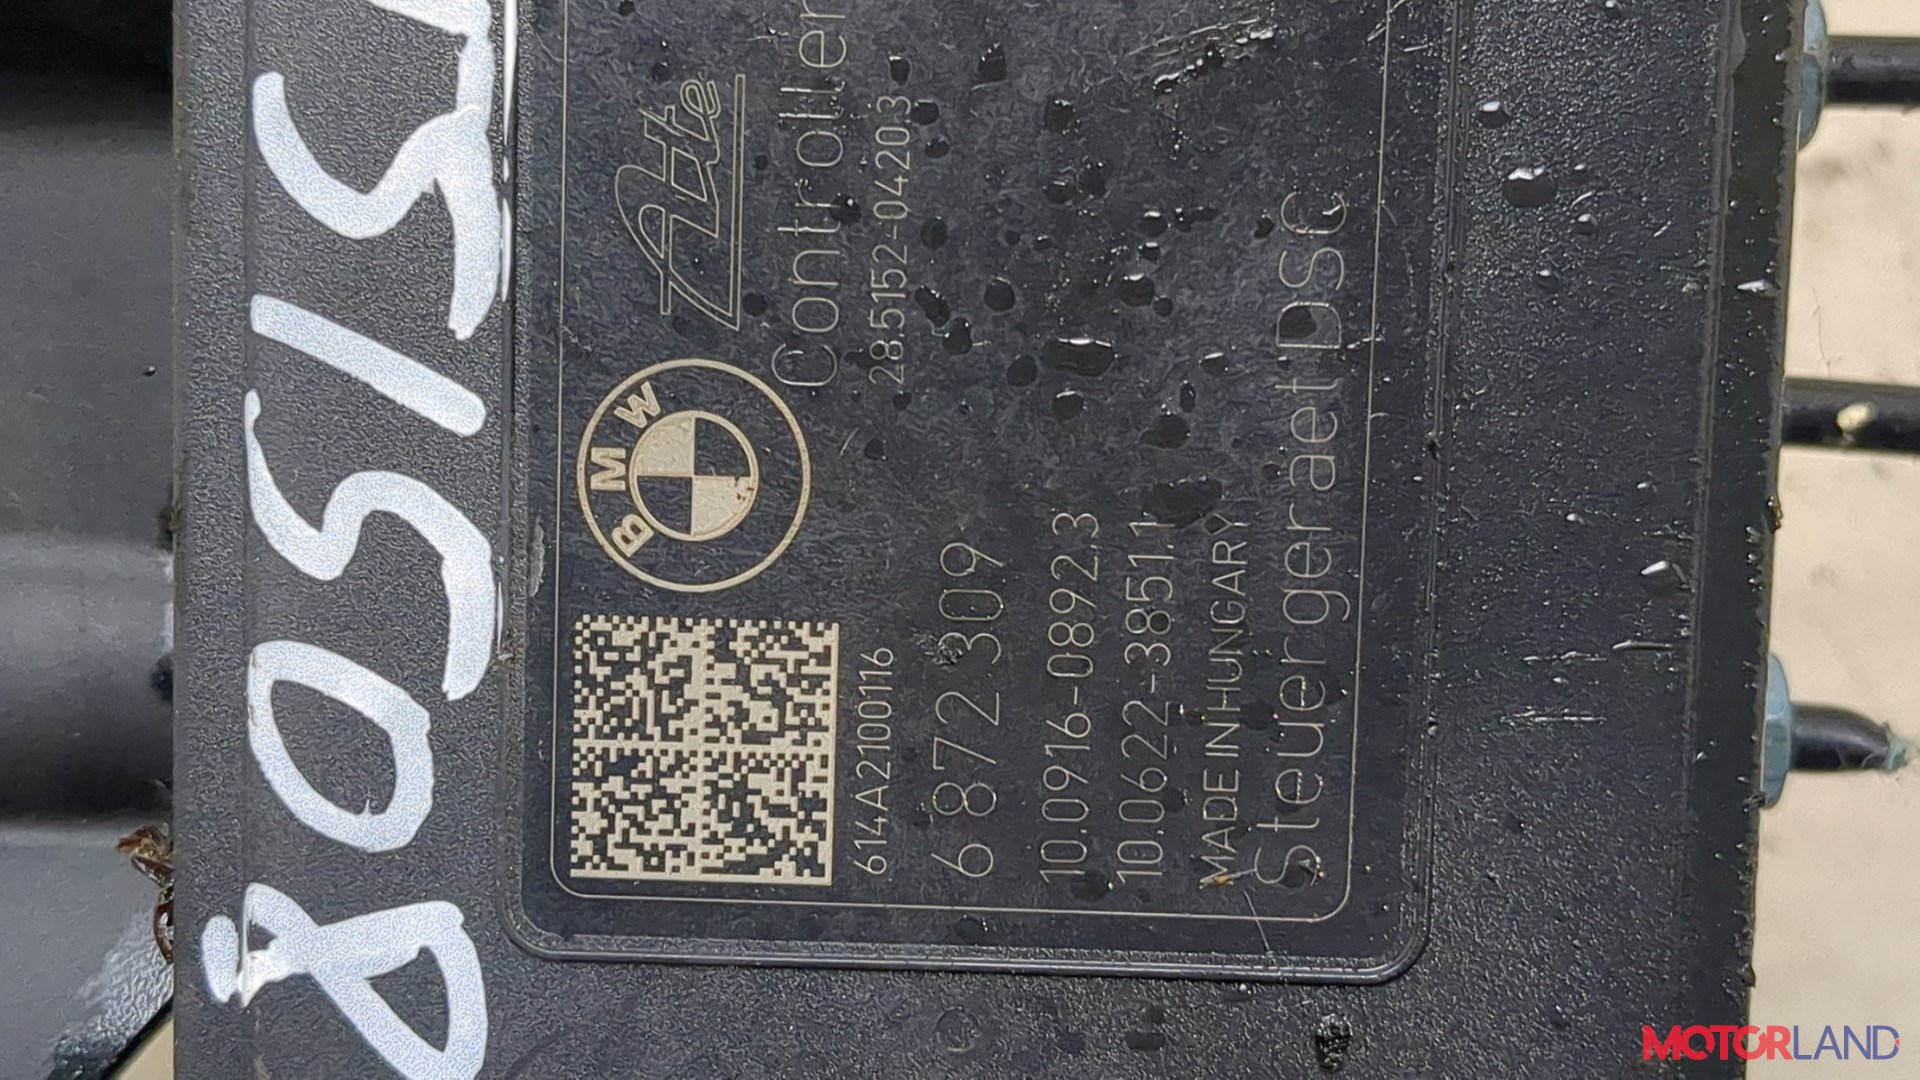 80515
BMW
Ate
Controller
28.5152-0420.3
614A2100116
6 872 309
10.0916-0892.3
10.0622-3851.1
MADE IN HUNGARY
Steuergeraet DSC
MOTORLAND